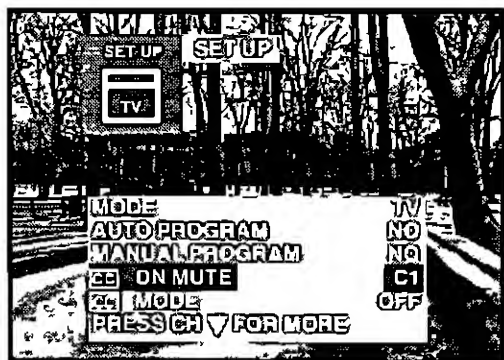 SET UP
SET UP
TV
MODE TV
AUTO PROGRAM NO
MANUAL PROGRAM NO
CC ON MUTE C1
CC MODE OFF
PRESS CH ▽ FOR MORE